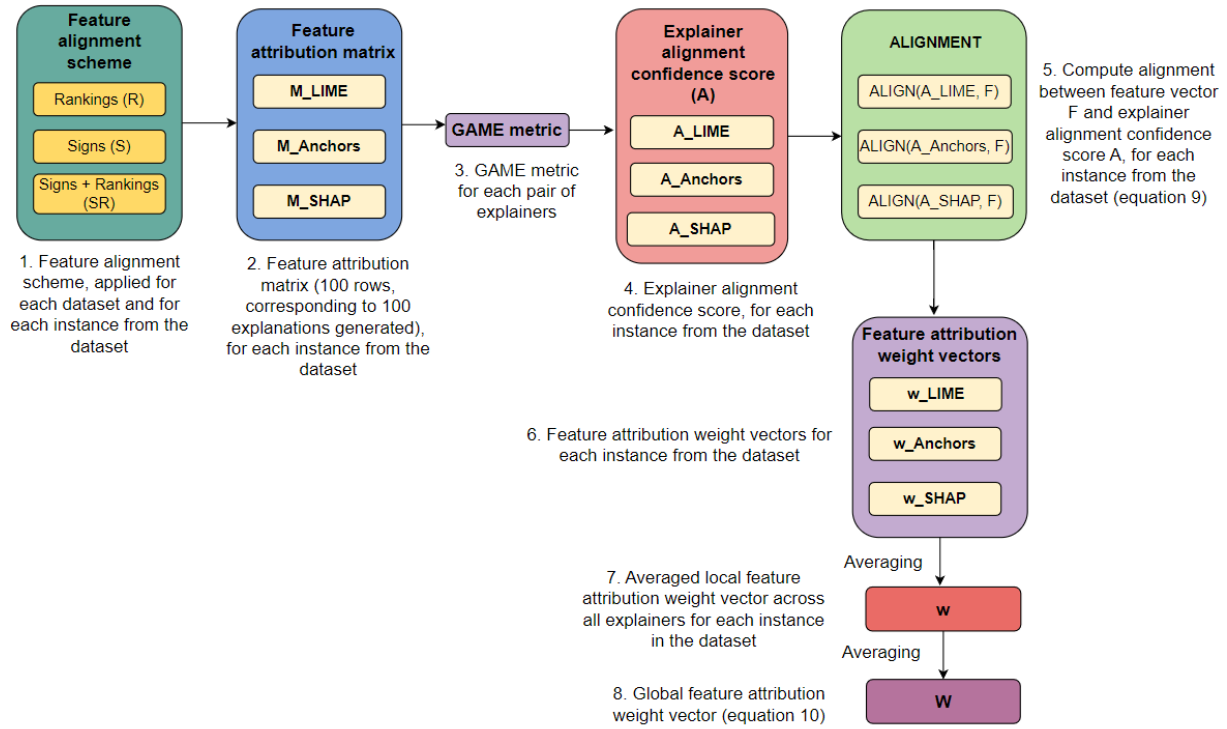 Feature
alignment
scheme
Rankings (R)
Signs (S)
Signs + Rankings
(SR)
1. Feature alignment
scheme, applied for
each dataset and for
each instance from the
dataset
Feature
attribution matrix
M_LIME
M_Anchors
M_SHAP
2. Feature attribution
matrix (100 rows,
corresponding to 100
explanations generated),
for each instance from the
dataset
GAME metric
3. GAME metric
for each pair of
explainers
Explainer
alignment
confidence score
(A)
A_LIME
A_Anchors
A_SHAP
4. Explainer alignment
confidence score, for each
instance from the dataset
ALIGNMENT
ALIGN(A_LIME, F)
ALIGN(A_Anchors, F)
ALIGN(A_SHAP, F)
5. Compute alignment
between feature vector
F and explainer
alignment confidence
score A, for each
instance from the
dataset (equation 9)
Feature attribution
weight vectors
w_LIME
w_Anchors
w_SHAP
6. Feature attribution weight vectors for
each instance from the dataset
Averaging
7. Averaged local feature
attribution weight vector across
all explainers for each instance
in the dataset
w
Averaging
8. Global feature attribution
weight vector (equation 10)
W